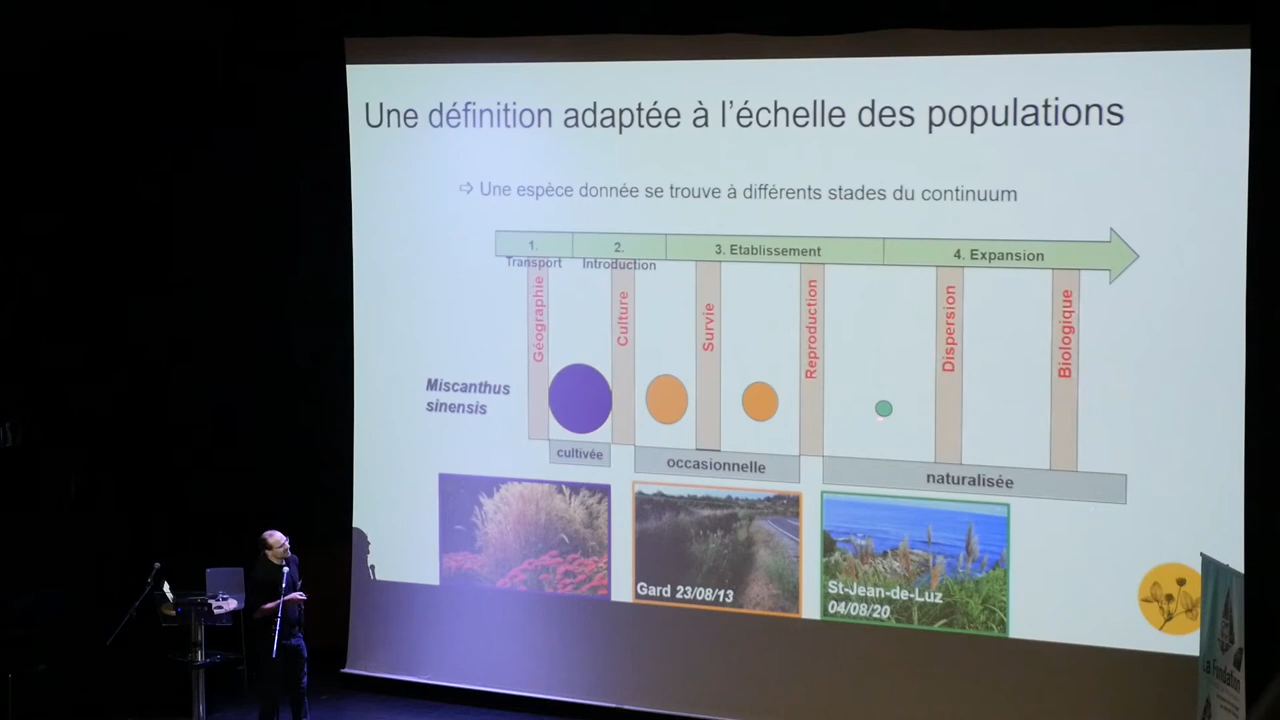 Une définition adaptée à l'échelle des populations
⇨ Une espèce donnée se trouve à différents stades du continuum
1.
Transport
2.
Introduction
3. Etablissement
4. Expansion
Géographie
Culture
Survie
Reproduction
Dispersion
Biologique
Miscanthus
sinensis
cultivée
occasionnelle
naturalisée
Gard 23/08/13
St-Jean-de-Luz
04/08/20
La Fondation